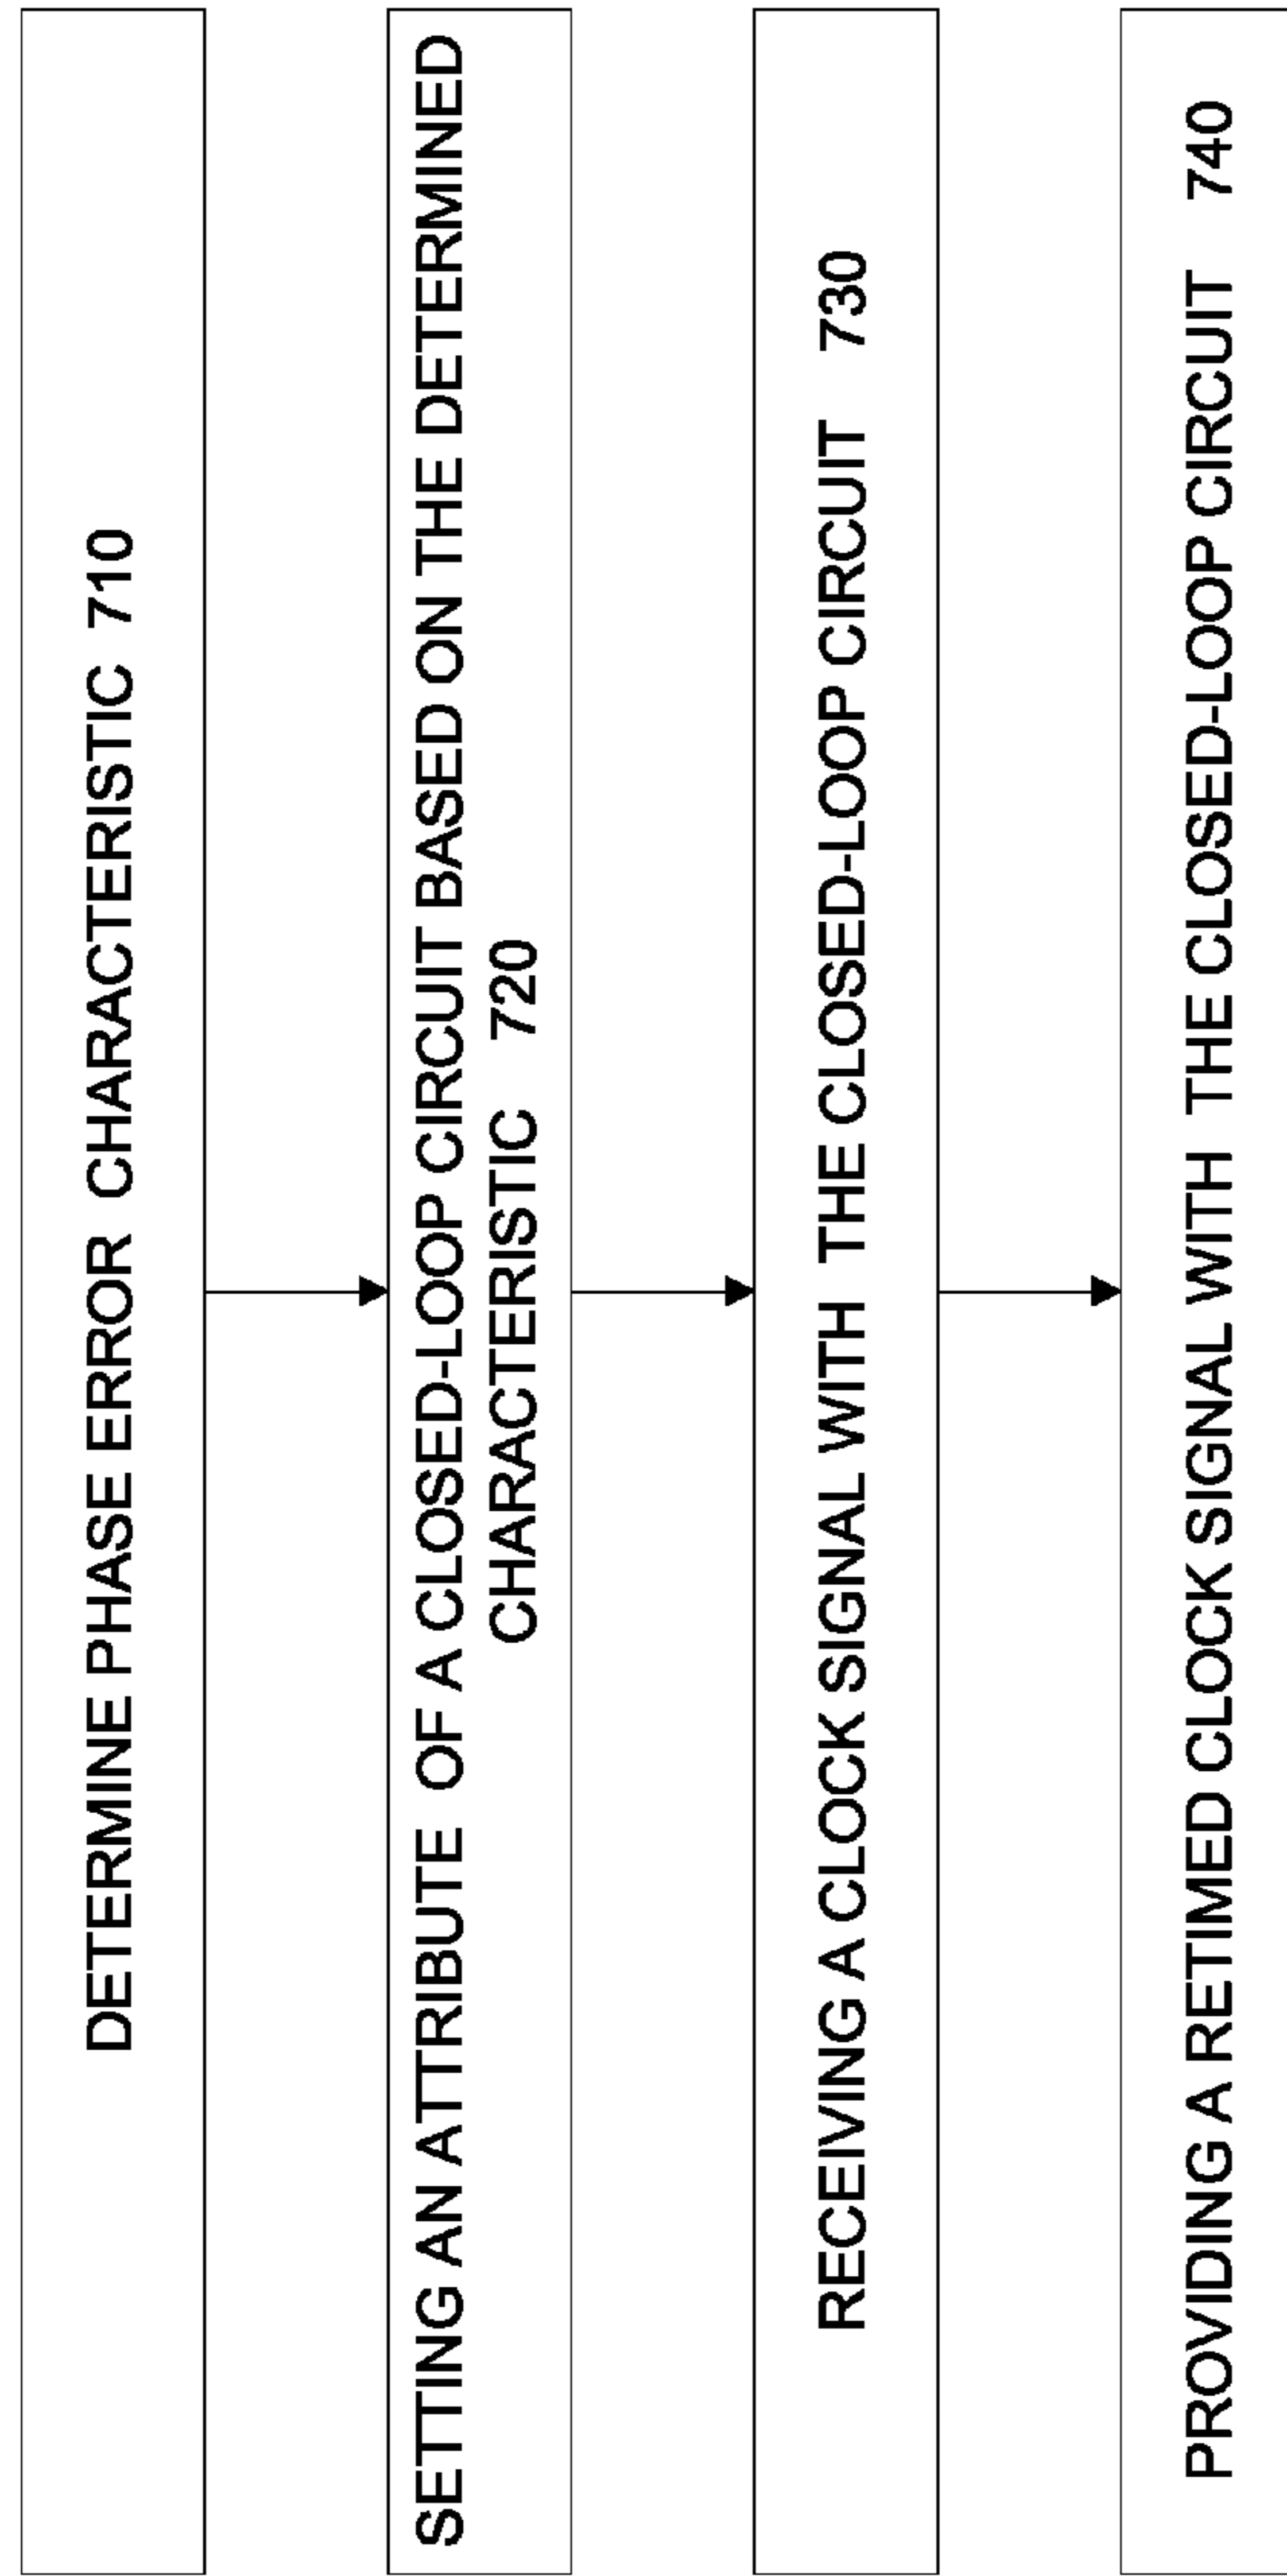 DETERMINE PHASE ERROR CHARACTERISTIC 710
SETTING AN ATTRIBUTE OF A CLOSED-LOOP CIRCUIT BASED ON THE DETERMINED
CHARACTERISTIC 720
RECEIVING A CLOCK SIGNAL WITH THE CLOSED-LOOP CIRCUIT 730
PROVIDING A RETIMED CLOCK SIGNAL WITH THE CLOSED-LOOP CIRCUIT 740